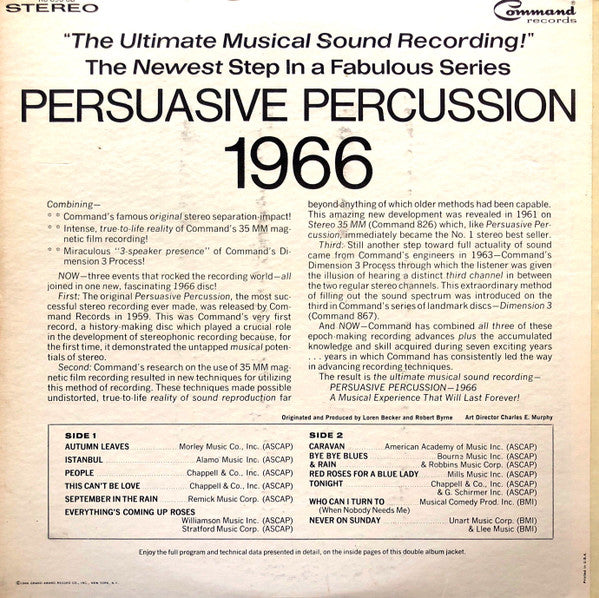 STEREO
Command
records
"The Ultimate Musical Sound Recording!"
The Newest Step In a Fabulous Series
PERSUASIVE PERCUSSION
1966
Combining—
** Command's famous original stereo separation-impact!
** Intense, true-to-life reality of Command's 35 MM mag-
netic film recording!
** Miraculous "3-speaker presence" of Command's Di-
mension 3 Process!
NOW—three events that rocked the recording world—all
joined in one new, fascinating 1966 disc!
First: The original Persuasive Percussion, the most suc-
cessful stereo recording ever made, was released by Com-
mand Records in 1959. This was Command's very first
record, a history-making disc which played a crucial role
in the development of stereophonic recording because, for
the first time, it demonstrated the untapped musical poten-
tials of stereo.
Second: Command's research on the use of 35 MM mag-
netic film recording resulted in new techniques for utilizing
this method of recording. These techniques made possible
undistorted, true-to-life reality of sound reproduction far
beyond anything of which older methods had been capable.
This amazing new development was revealed in 1961 on
Stereo 35 MM (Command 826) which, like Persuasive Per-
cussion, immediately became the No. 1 stereo best seller.
Third: Still another step toward full actuality of sound
came from Command's engineers in 1963—Command's
Dimension 3 Process through which the listener was given
the illusion of hearing a distinct third channel in between
the two regular stereo channels. This extraordinary method
of filling out the sound spectrum was introduced on the
third in Command's series of landmark discs—Dimension 3
(Command 867).
And NOW—Command has combined all three of these
epoch-making recording advances plus the accumulated
knowledge and skill acquired during seven exciting years
. . . years in which Command has consistently led the way
in advancing recording techniques.
The result is the ultimate musical sound recording—
PERSUASIVE PERCUSSION—1966
A Musical Experience That Will Last Forever!
Originated and Produced by Loren Becker and Robert Byrne Art Director Charles E. Murphy
SIDE 1
AUTUMN LEAVES Morley Music Co., Inc. (ASCAP)
ISTANBUL Alamo Music Inc. (ASCAP)
PEOPLE Chappell & Co., Inc. (ASCAP)
THIS CAN'T BE LOVE Chappell & Co., Inc. (ASCAP)
SEPTEMBER IN THE RAIN Remick Music Corp. (ASCAP)
EVERYTHING'S COMING UP ROSES
Williamson Music Inc. (ASCAP)
Stratford Music Corp. (ASCAP)
SIDE 2
CARAVAN American Academy of Music Inc. (ASCAP)
BYE BYE BLUES Bourne Music Inc. (ASCAP)
& RAIN & Robbins Music Corp. (ASCAP)
RED ROSES FOR A BLUE LADY Mills Music Inc. (ASCAP)
TONIGHT Chappell & Co., Inc. (ASCAP)
& G. Schirmer Inc. (ASCAP)
WHO CAN I TURN TO Musical Comedy Prod. Inc. (BMI)
(When Nobody Needs Me)
NEVER ON SUNDAY Unart Music Corp. (BMI)
& Llee Music (BMI)
Enjoy the full program and technical data presented in detail, on the inside pages of this double album jacket.
GRAND AWARD RECORD CO., INC., NEW YORK, N.Y.
Printed in U.S.A.